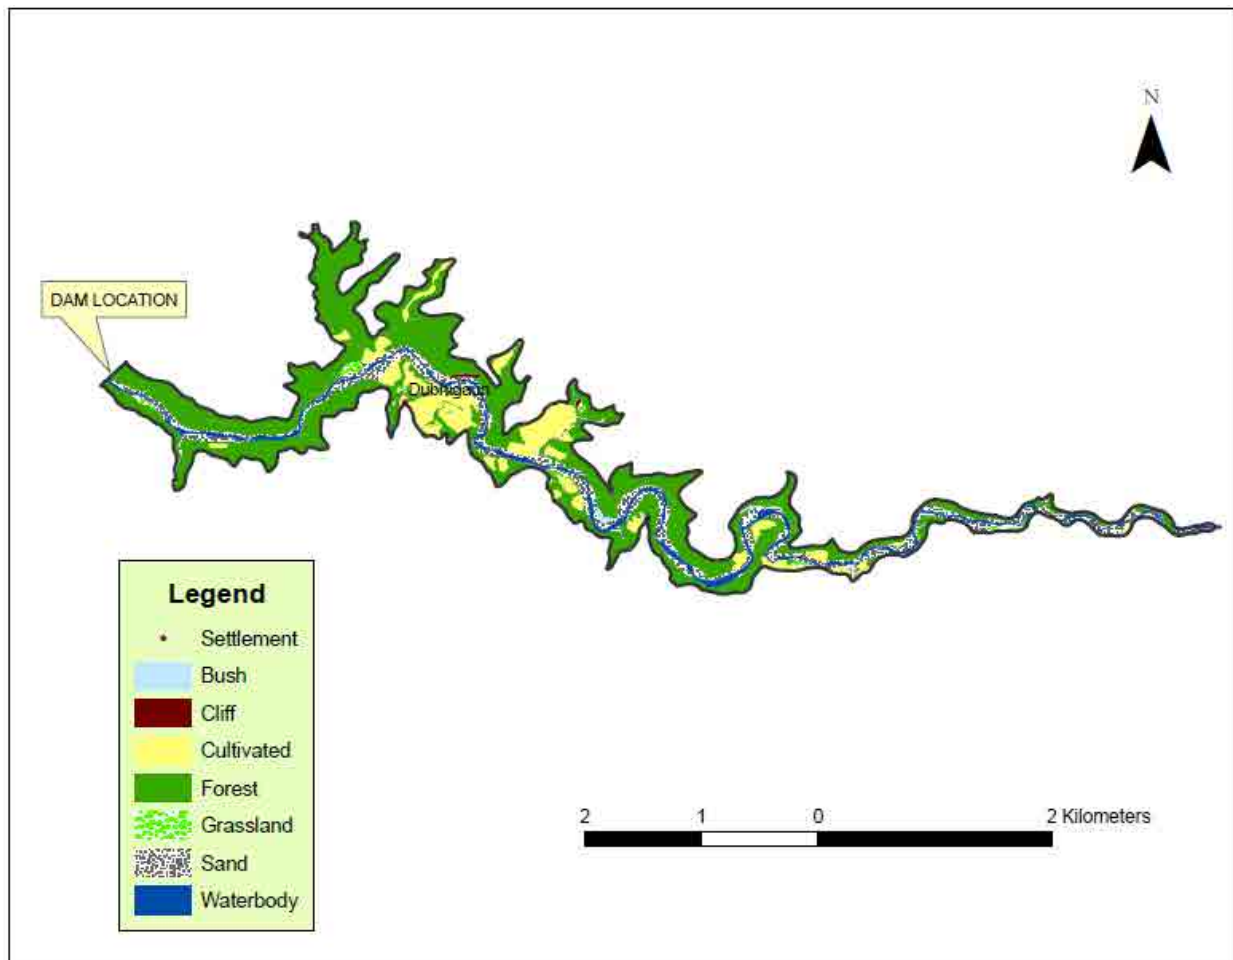 N
DAM LOCATION
Legend
Settlement
Bush
Cliff
Cultivated
Forest
Grassland
Sand
Waterbody
2 1 0 2 Kilometers